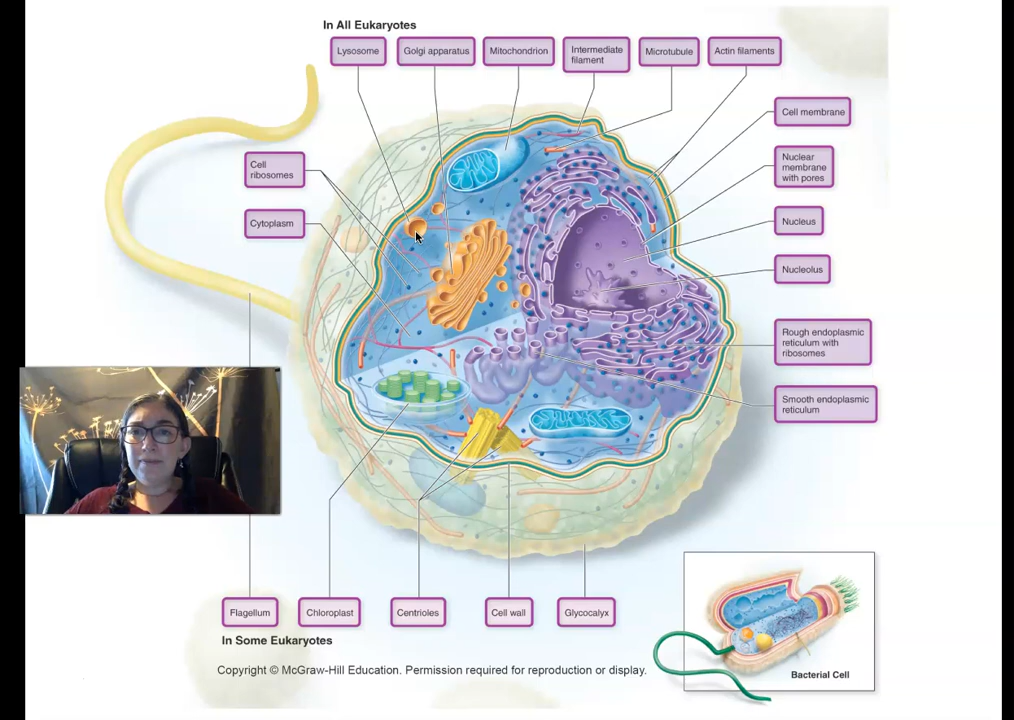 In All Eukaryotes
Lysosome
Golgi apparatus
Mitochondrion
Intermediate
filament
Microtubule
Actin filaments
Cell membrane
Cell
ribosomes
Nuclear
membrane
with pores
Cytoplasm
Nucleus
Nucleolus
Rough endoplasmic
reticulum with
ribosomes
Smooth endoplasmic
reticulum
Flagellum
Chloroplast
Centrioles
Cell wall
Glycocalyx
In Some Eukaryotes
Copyright © McGraw-Hill Education. Permission required for reproduction or display.
Bacterial Cell